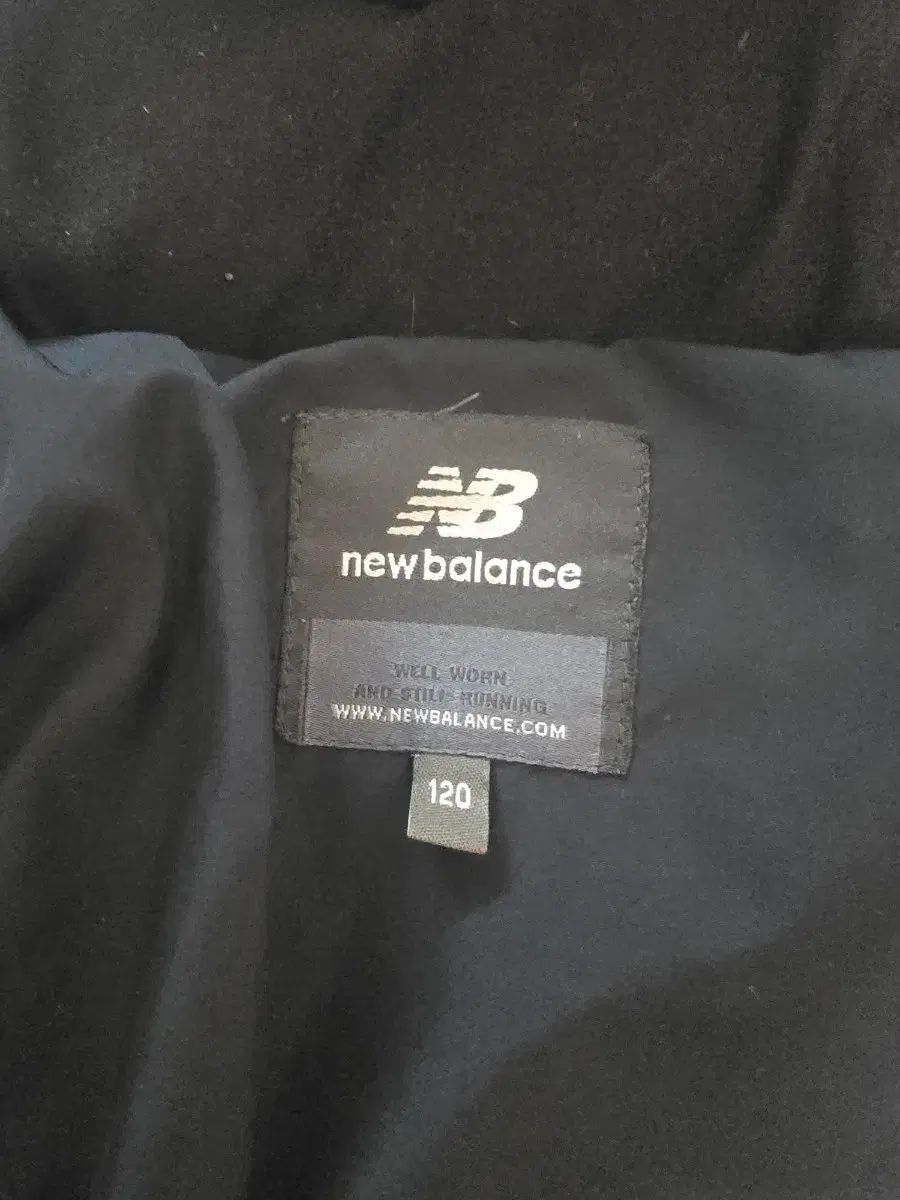 NB
new balance
WELL WORN
AND STILL RUNNING
WWW.NEWBALANCE.COM
120